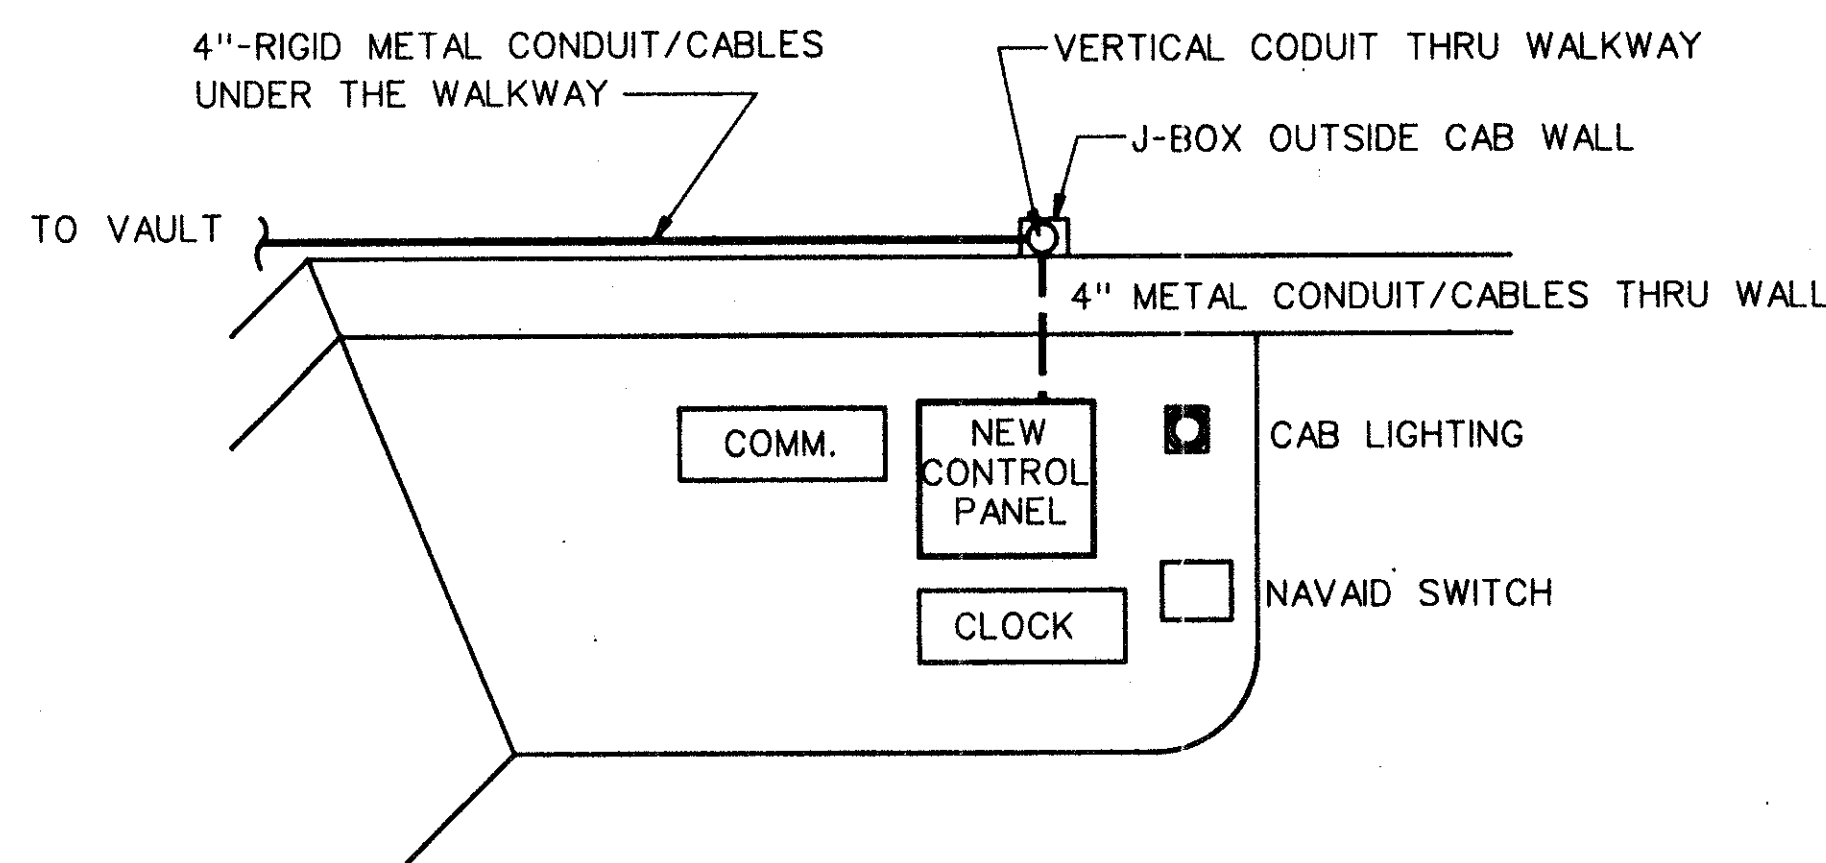 4"-RIGID METAL CONDUIT/CABLES
UNDER THE WALKWAY
VERTICAL CODUIT THRU WALKWAY
J-BOX OUTSIDE CAB WALL
TO VAULT
4" METAL CONDUIT/CABLES THRU WALL
COMM.
NEW
CONTROL
PANEL
CAB LIGHTING
CLOCK
NAVAID SWITCH